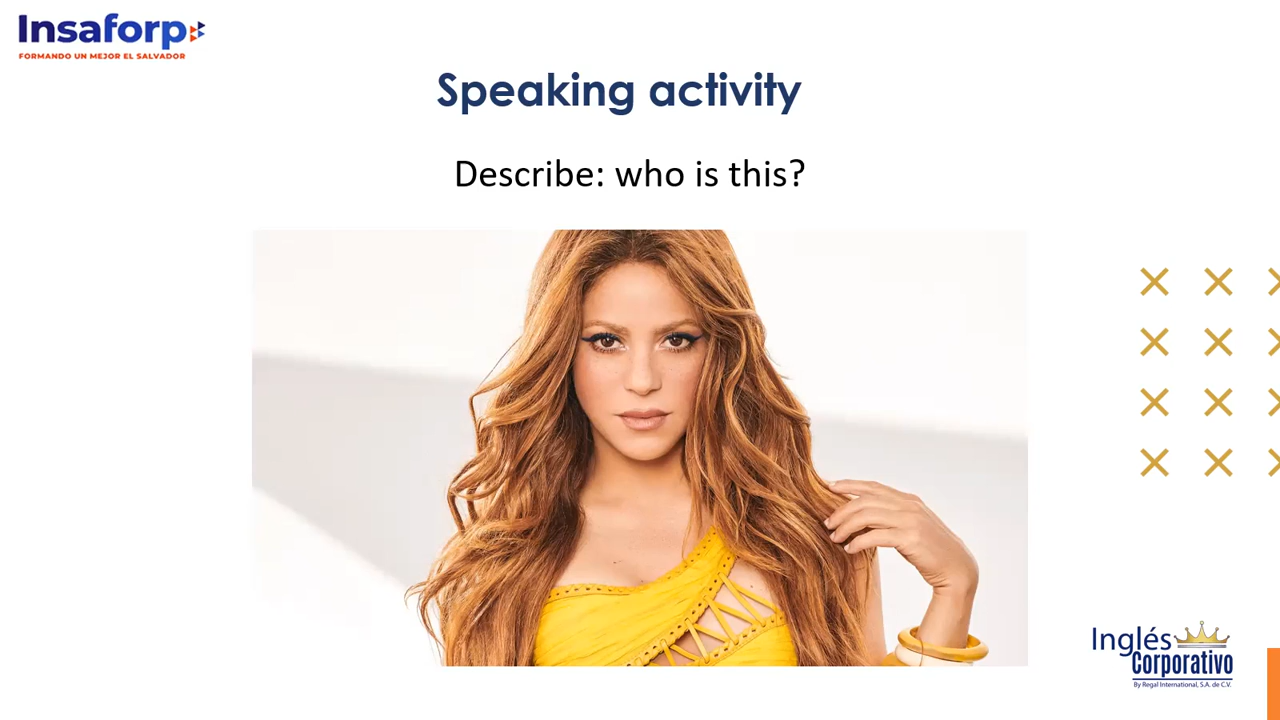 Insaforp
FORMANDO UN MEJOR EL SALVADOR
Speaking activity
Describe: who is this?
Inglés
Corporativo
By Regal International, S.A. de C.V.